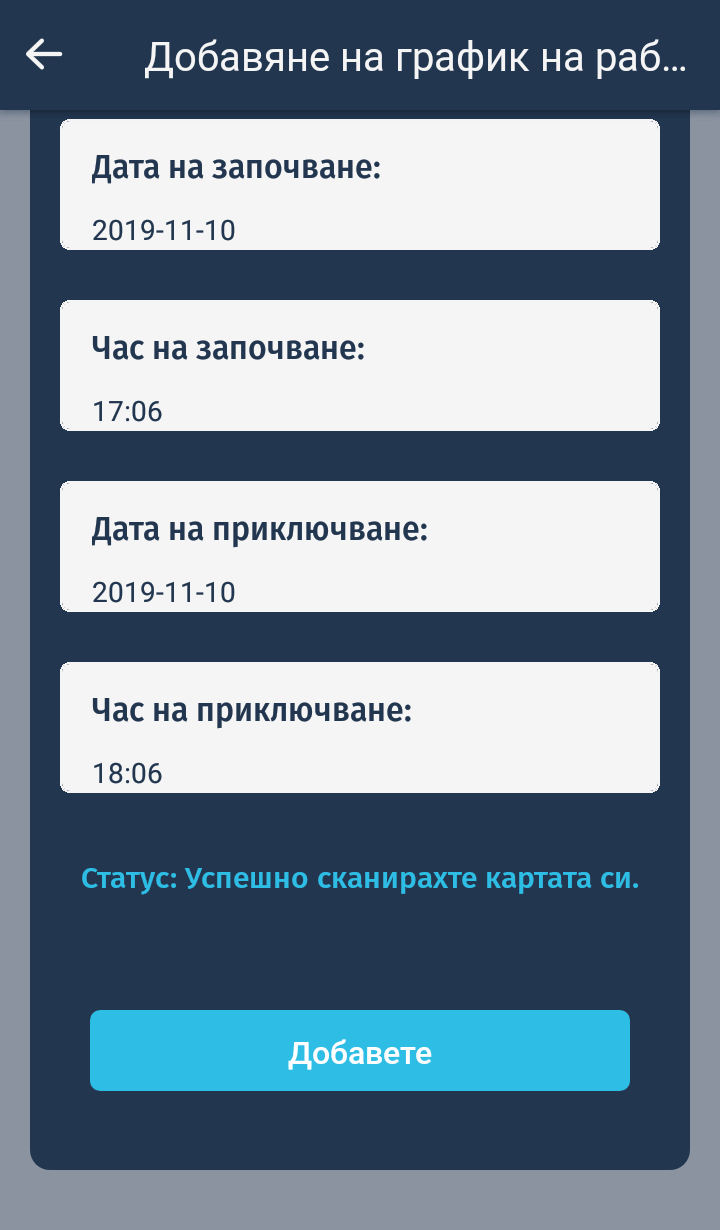 Добавяне на график на раб...
Дата на започване:
2019-11-10
Час на започване:
17:06
Дата на приключване:
2019-11-10
Час на приключване:
18:06
Статус: Успешно сканирахте картата си.
Добавете